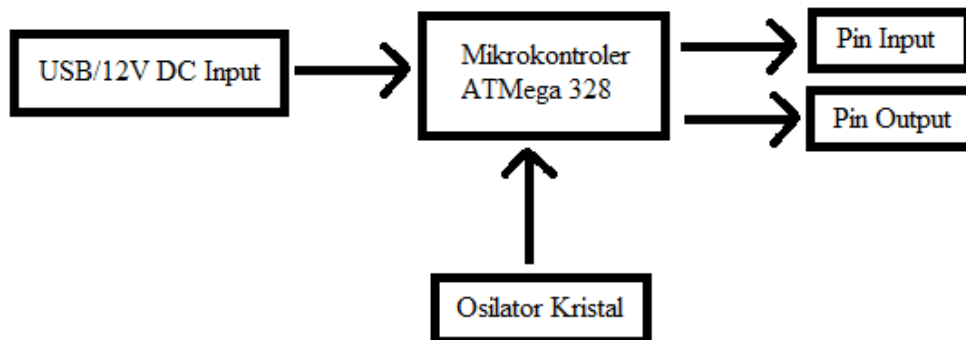 USB/12V DC Input
Mikrokontroler
ATMega 328
Pin Input
Pin Output
Osilator Kristal